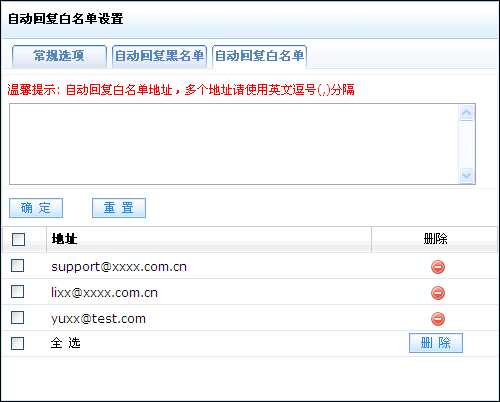 自动回复白名单设置
常规选项 自动回复黑名单 自动回复白名单
温馨提示: 自动回复白名单地址，多个地址请使用英文逗号(,)分隔
确 定 重 置
地址 删除
support@xxxx.com.cn
lixx@xxxx.com.cn
yuxx@test.com
全 选 删 除